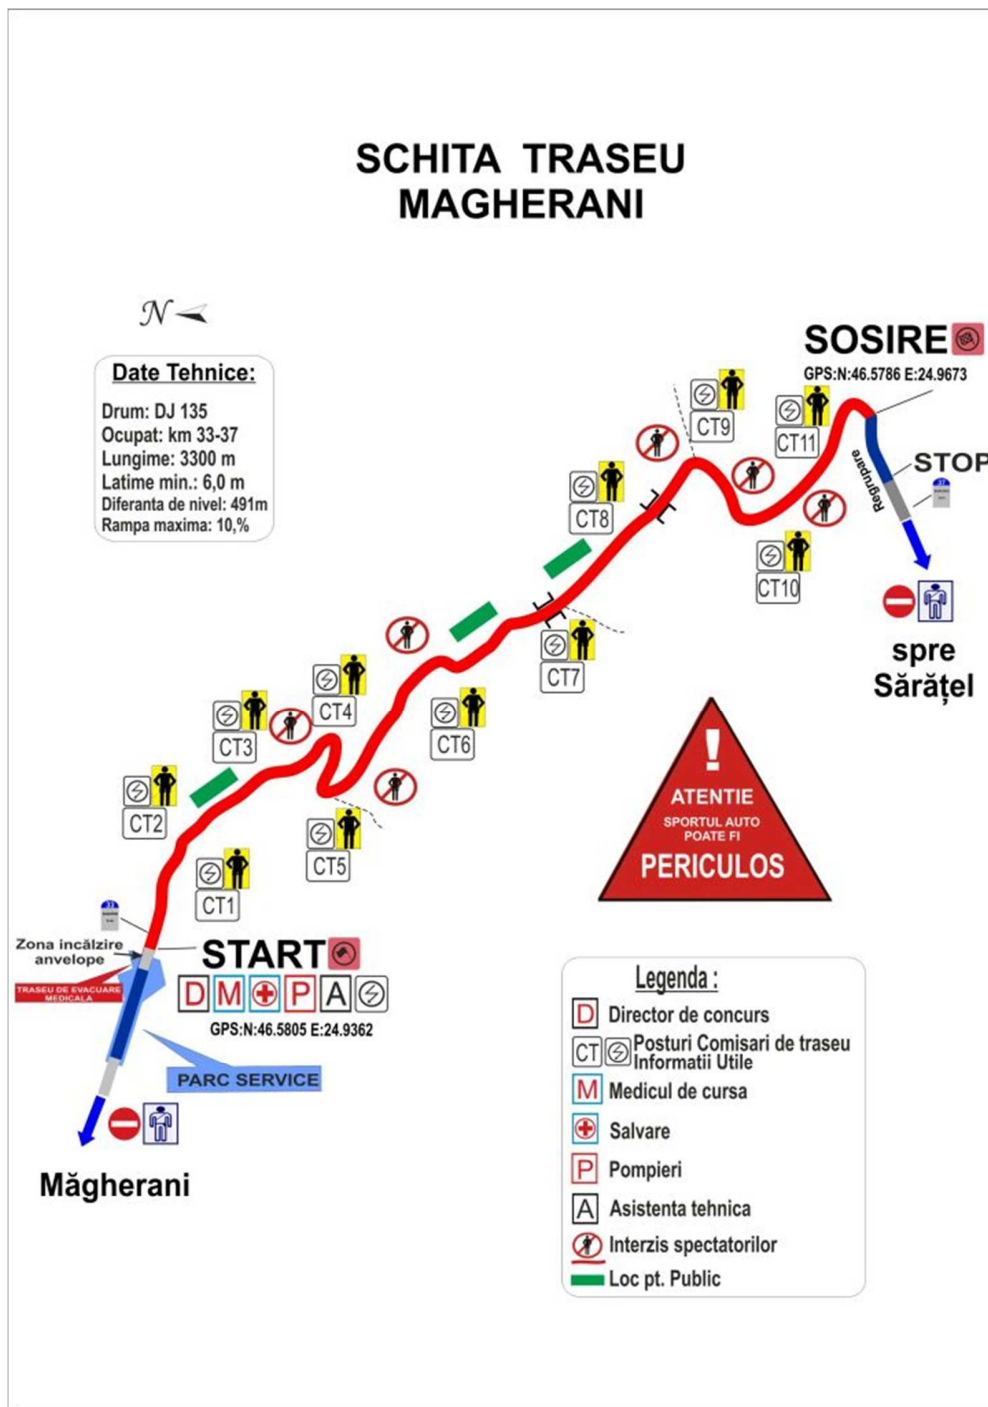 SCHITA TRASEU
MAGHERANI
N
Date Tehnice:
Drum: DJ 135
Ocupat: km 33-37
Lungime: 3300 m
Latime min.: 6,0 m
Diferanta de nivel: 491m
Rampa maxima: 10,%
SOSIRE
GPS:N:46.5786 E:24.9673
CT9
CT11
STOP
Regrupare
37
CT8
CT10
CT7
spre
Sărățel
CT4
CT3
CT6
CT2
CT5
CT1
!
ATENTIE
SPORTUL AUTO
POATE FI
PERICULOS
33
Zona incălzire
anvelope
START
TRASEU DE EVACUARE
MEDICALA
D M P A
GPS:N:46.5805 E:24.9362
PARC SERVICE
Măgherani
Legenda :
D Director de concurs
CT Posturi Comisari de traseu
Informatii Utile
M Medicul de cursa
Salvare
P Pompieri
A Asistenta tehnica
Interzis spectatorilor
Loc pt. Public